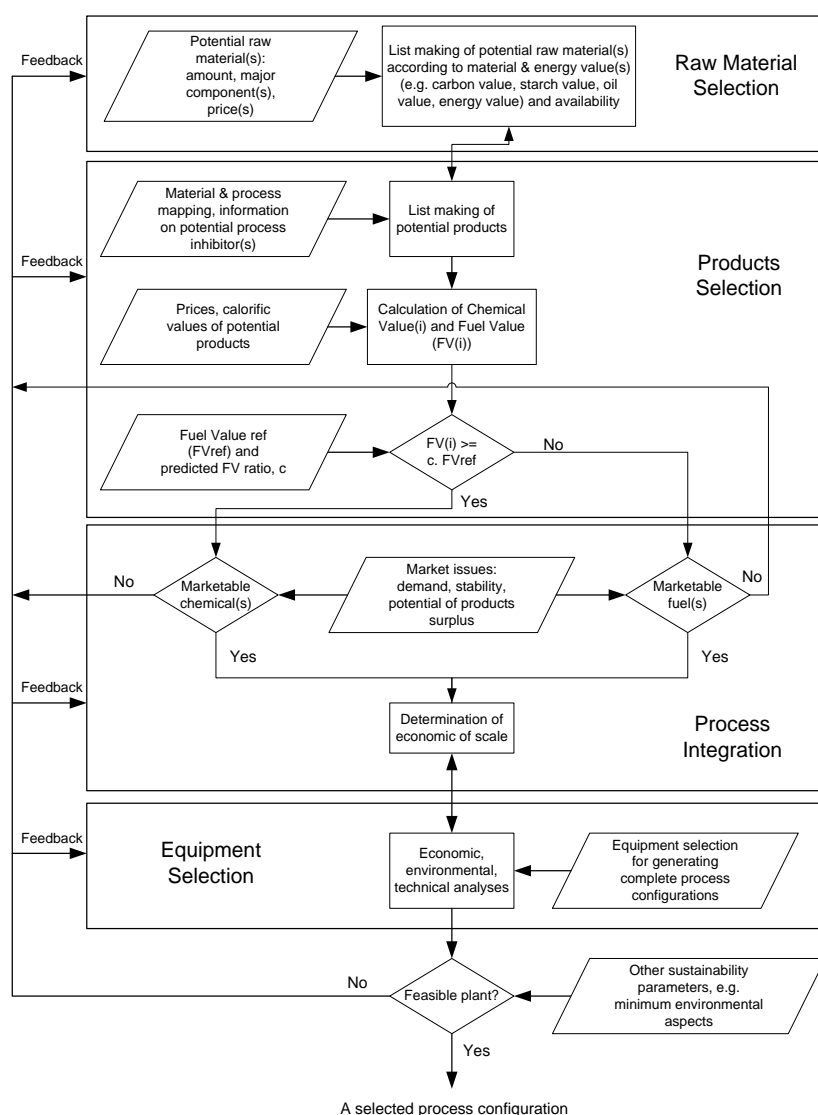 Feedback
Potential raw
material(s):
amount, major
component(s),
price(s)
List making of potential raw material(s)
according to material & energy value(s)
(e.g. carbon value, starch value, oil
value, energy value) and availability
Raw Material
Selection
Material & process
mapping, information
on potential process
inhibitor(s)
List making of
potential products
Feedback
Products
Selection
Prices, calorific
values of potential
products
Calculation of Chemical
Value(i) and Fuel Value
(FV(i))
Fuel Value ref
(FVref) and
predicted FV ratio, c
FV(i) >=
c. FVref
No
Yes
No
Marketable
chemical(s)
Market issues:
demand, stability,
potential of products
surplus
Marketable
fuel(s)
No
Yes
Yes
Feedback
Determination of
economic of scale
Process
Integration
Feedback
Equipment
Selection
Economic,
environmental,
technical analyses
Equipment selection
for generating
complete process
configurations
No
Feasible plant?
Other sustainability
parameters, e.g.
minimum environmental
aspects
Yes
A selected process configuration